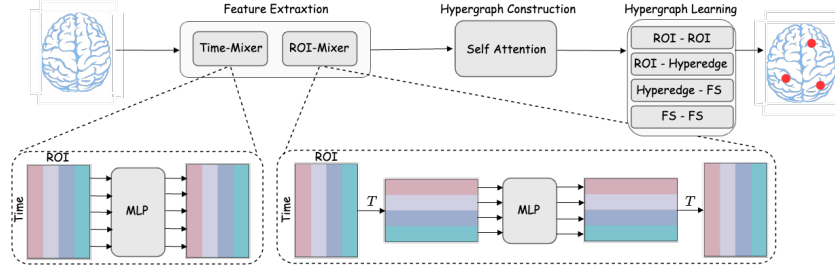 Feature Extraxtion
Hypergraph Construction
Hypergraph Learning
Time-Mixer
ROI-Mixer
Self Attention
ROI - ROI
ROI - Hyperedge
Hyperedge - FS
FS - FS
ROI
Time
MLP
ROI
Time
T
MLP
T